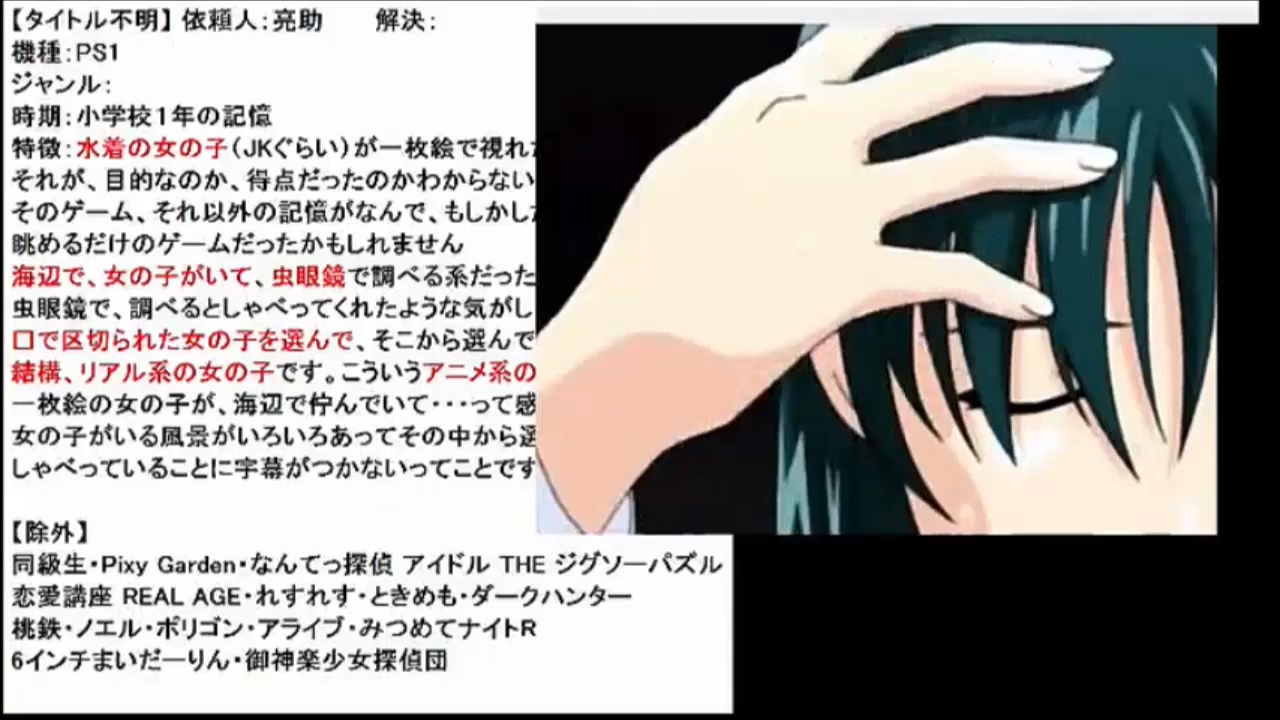 【タイトル不明】 依頼人：亮助　　解決：
機種：PS1
ジャンル：
時期：小学校１年の記憶
特徴：水着の女の子（JKぐらい）が一枚絵で視れ
それが、目的なのか、得点だったのかわからない
そのゲーム、それ以外の記憶がなんで、もしかし
眺めるだけのゲームだったかもしれません
海辺で、女の子がいて、虫眼鏡で調べる系だった
虫眼鏡で、調べるとしゃべってくれたような気がし
口で区切られた女の子を選んで、そこから選んで
結構、リアル系の女の子です。こういうアニメ系の
一枚絵の女の子が、海辺で佇んでいて・・・って感
女の子がいる風景がいろいろあってその中から選
しゃべっていることに字幕がつかないってことです
【除外】
同級生・Pixy Garden・なんてっ探偵 アイドル THE ジグソーパズル
恋愛講座 REAL AGE・れすれす・ときめも・ダークハンター
桃鉄・ノエル・ポリゴン・アライブ・みつめてナイトR
6インチまいだーりん・御神楽少女探偵団